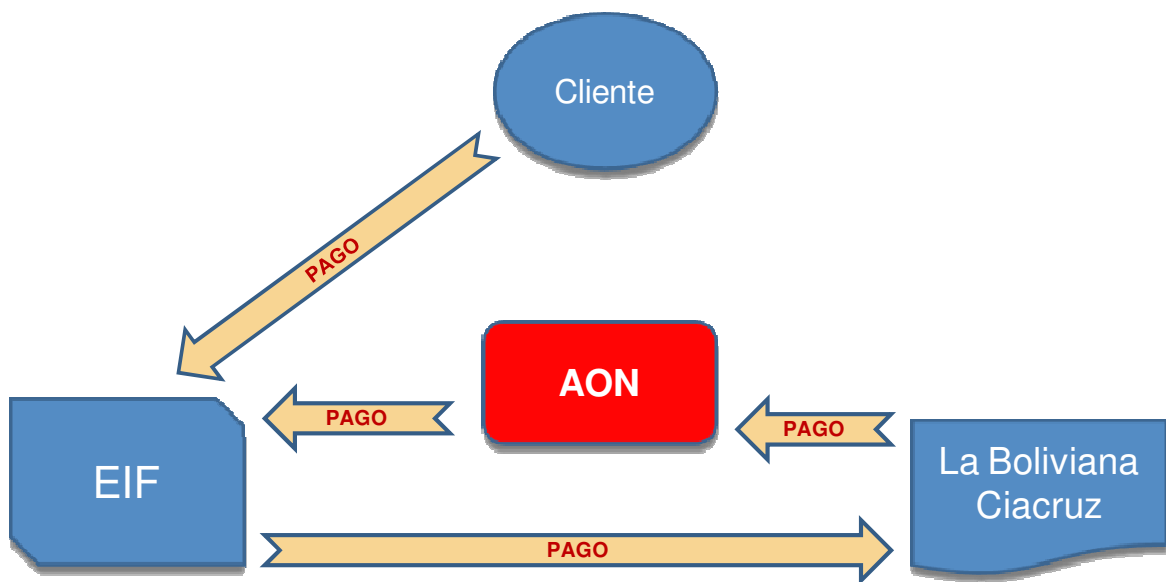 Cliente
PAGO
AON
PAGO
PAGO
EIF
La Boliviana
Ciacruz
PAGO